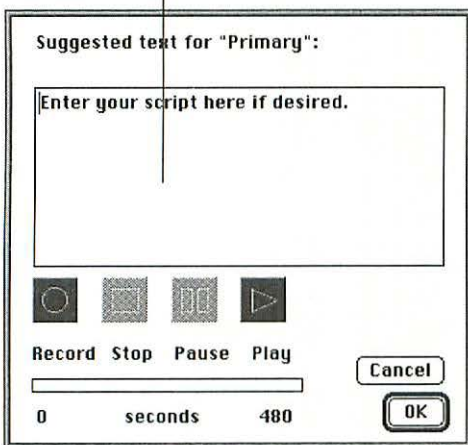 Suggested text for "Primary":
Enter your script here if desired.
Record Stop Pause Play
Cancel
0 seconds 480
OK